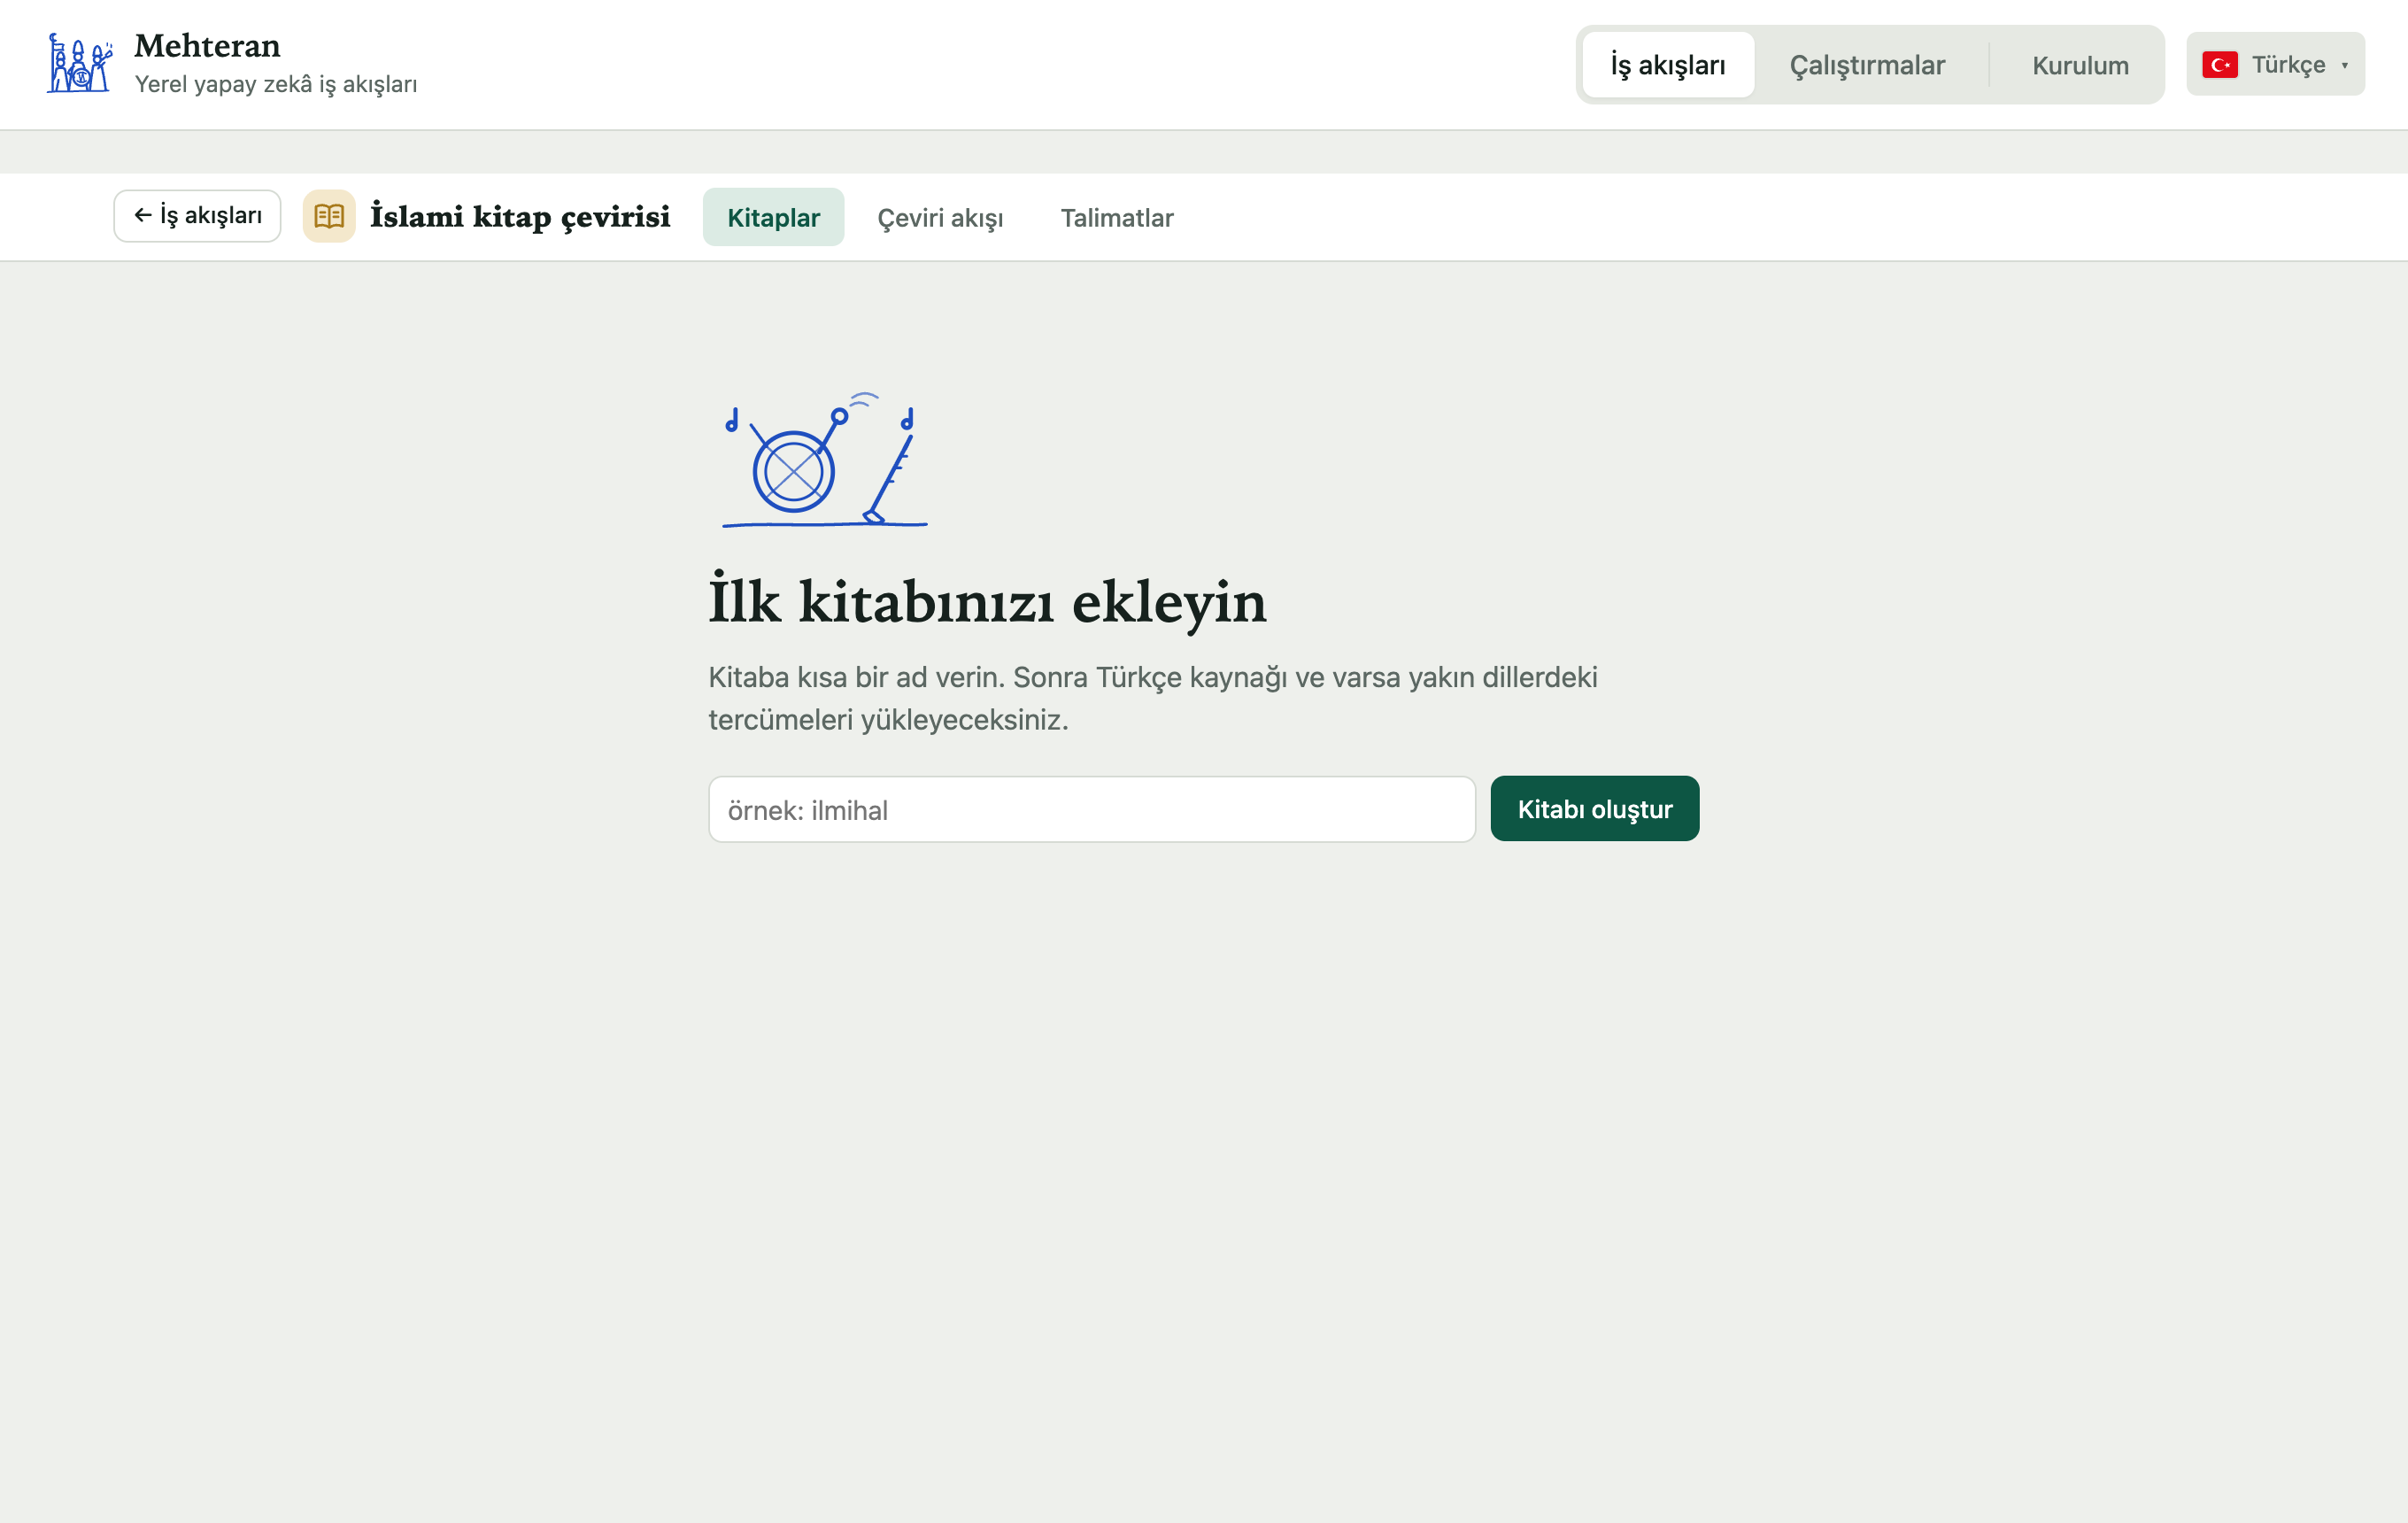 Mehteran
Yerel yapay zekâ iş akışları
İş akışları
Çalıştırmalar
Kurulum
Türkçe
← İş akışları
İslami kitap çevirisi
Kitaplar
Çeviri akışı
Talimatlar
İlk kitabınızı ekleyin
Kitaba kısa bir ad verin. Sonra Türkçe kaynağı ve varsa yakın dillerdeki
tercümeleri yükleyeceksiniz.
örnek: ilmihal
Kitabı oluştur